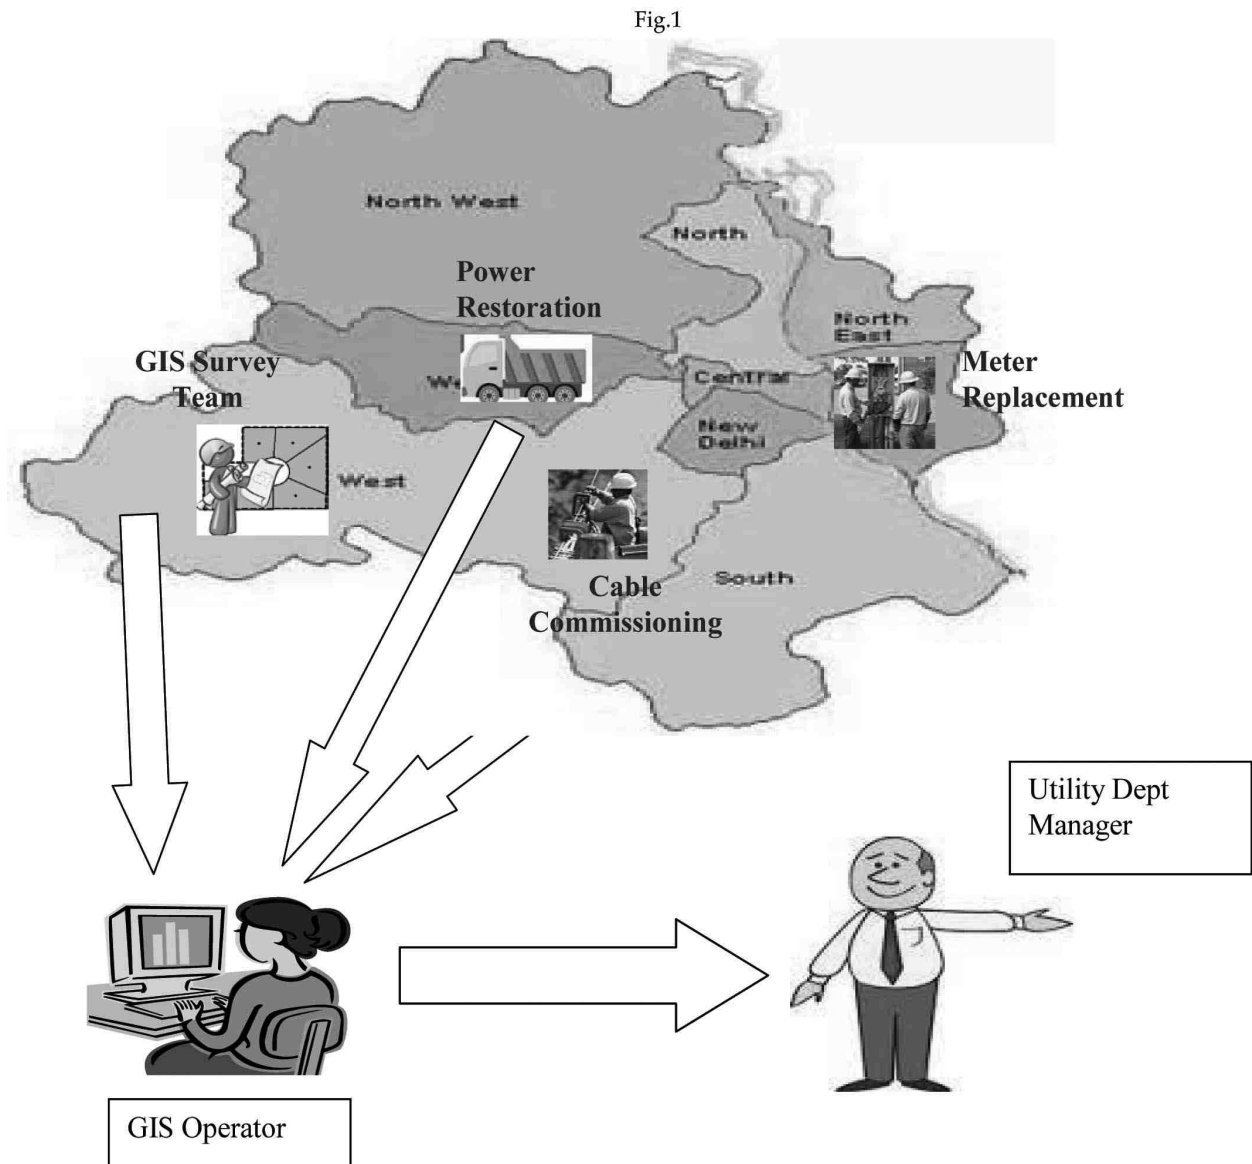 Fig.1
North West
North
Power
Restoration
North
East
GIS Survey
Team
We
Central
Meter
Replacement
New
Delhi
West
South
Cable
Commissioning
Utility Dept
Manager
GIS Operator